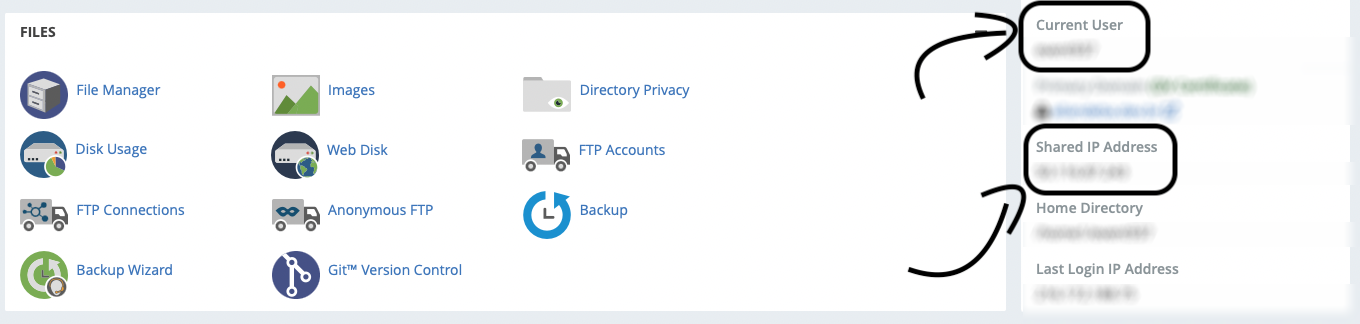 FILES
File Manager
Images
Directory Privacy
Disk Usage
Web Disk
FTP Accounts
FTP Connections
Anonymous FTP
Backup
Backup Wizard
Git™ Version Control
Current User
Shared IP Address
Home Directory
Last Login IP Address